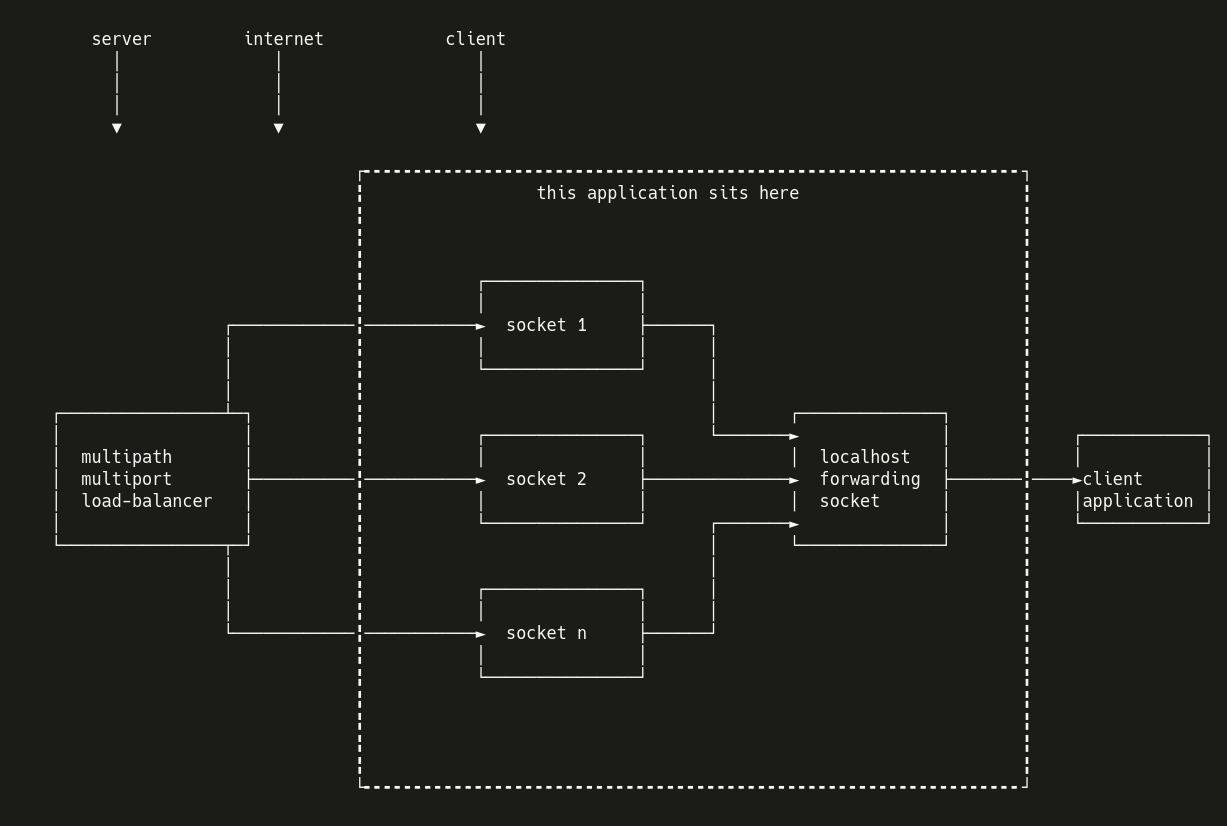 server internet client
this application sits here
socket 1
multipath
multiport
load-balancer
socket 2
localhost
forwarding
socket
client
application
socket n